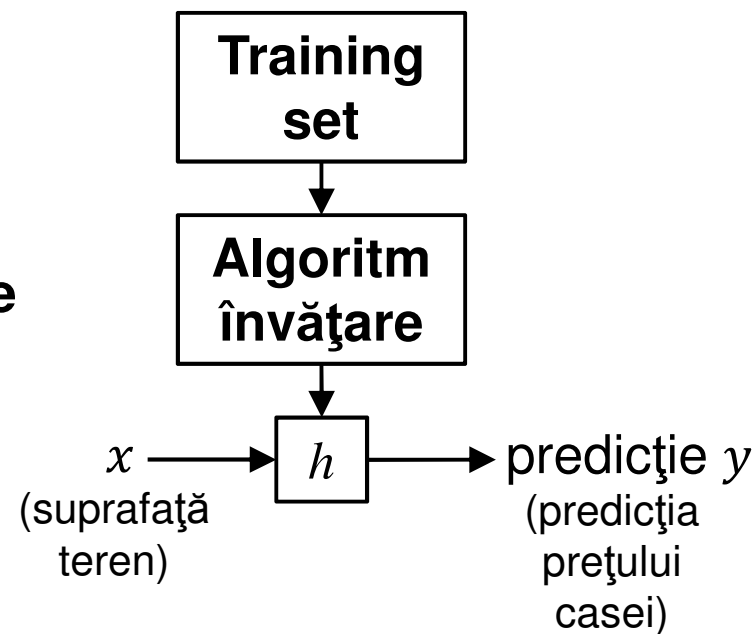 Training
set
Algoritm
învăţare
e
x
h
predicţie y
(suprafaţă
teren)
(predicţia
preţului
casei)